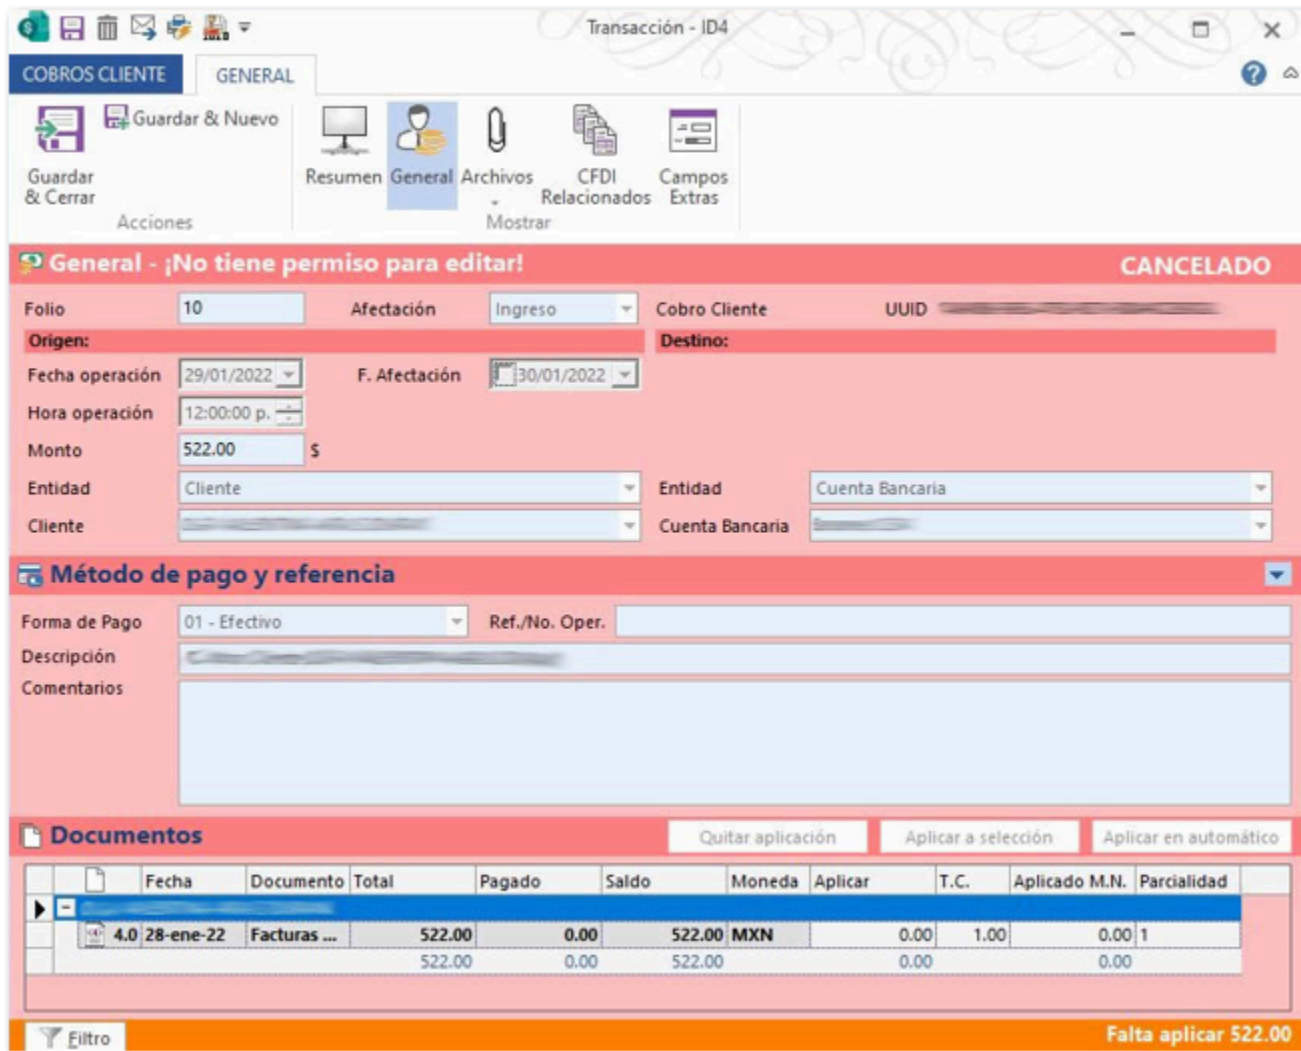 Transacción - ID4
COBROS CLIENTE GENERAL
Guardar & Cerrar
Guardar & Nuevo
Resumen General Archivos CFDI Relacionados Campos Extras
Acciones Mostrar
General - ¡No tiene permiso para editar! CANCELADO
Folio 10 Afectación Ingreso Cobro Cliente UUID
Origen: Destino:
Fecha operación 29/01/2022 F. Afectación 30/01/2022
Hora operación 12:00:00 p.
Monto 522.00 $
Entidad Cliente Entidad Cuenta Bancaria
Cliente Cuenta Bancaria
Método de pago y referencia
Forma de Pago 01 - Efectivo Ref./No. Oper.
Descripción
Comentarios
Documentos Quitar aplicación Aplicar a selección Aplicar en automático
Fecha Documento Total Pagado Saldo Moneda Aplicar T.C. Aplicado M.N. Parcialidad
4.0 28-ene-22 Facturas ... 522.00 0.00 522.00 MXN 0.00 1.00 0.00 1
522.00 0.00 522.00 0.00 0.00
Filtro Falta aplicar 522.00